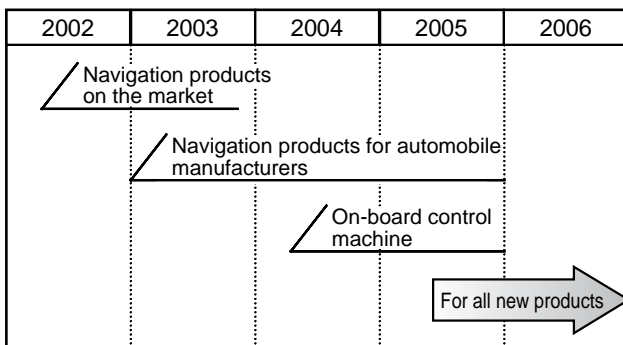 2002 2003 2004 2005 2006
Navigation products
on the market
Navigation products for automobile
manufacturers
On-board control
machine
For all new products